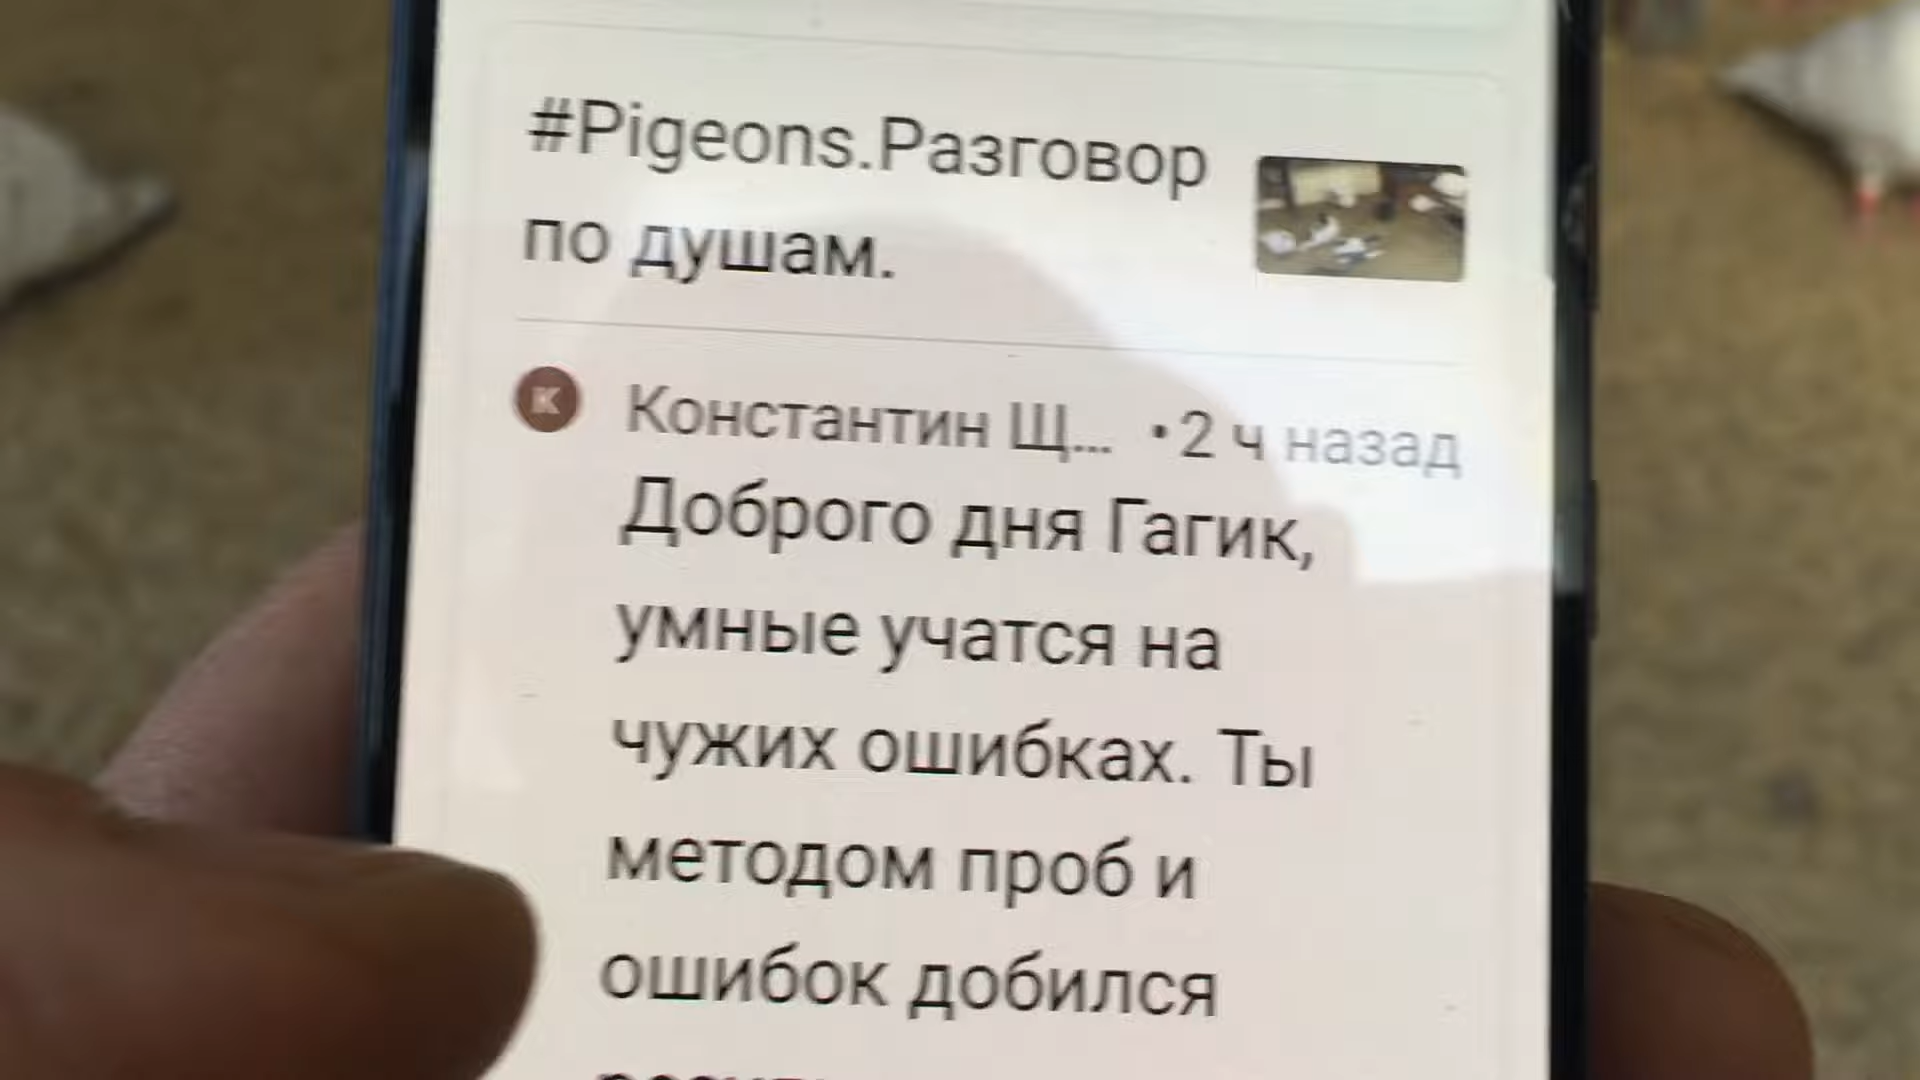 #Pigeons.Разговор
по душам.
К
Константин Щ... • 2 ч назад
Доброго дня Гагик,
умные учатся на
чужих ошибках. Ты
методом проб и
ошибок добился